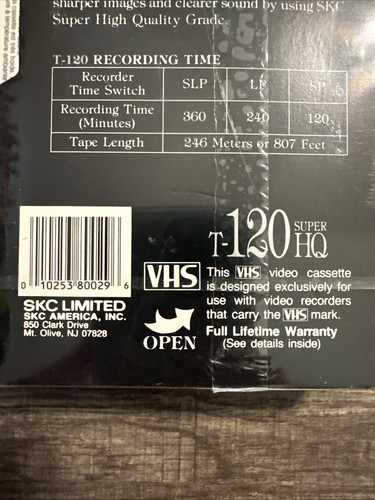 sharper images and clearer sound by using SKC
Super High Quality Grade.
T-120 RECORDING TIME
Recorder Time Switch SLP LP SP
Recording Time (Minutes) 360 240 120
Tape Length 246 Meters or 807 Feet
0 10253 80029 6
SKC LIMITED
SKC AMERICA, INC.
850 Clark Drive
Mt. Olive, NJ 07828
VHS
OPEN
T-120 SUPER HQ
This VHS video cassette
is designed exclusively for
use with video recorders
that carry the VHS mark.
Full Lifetime Warranty
(See details inside)